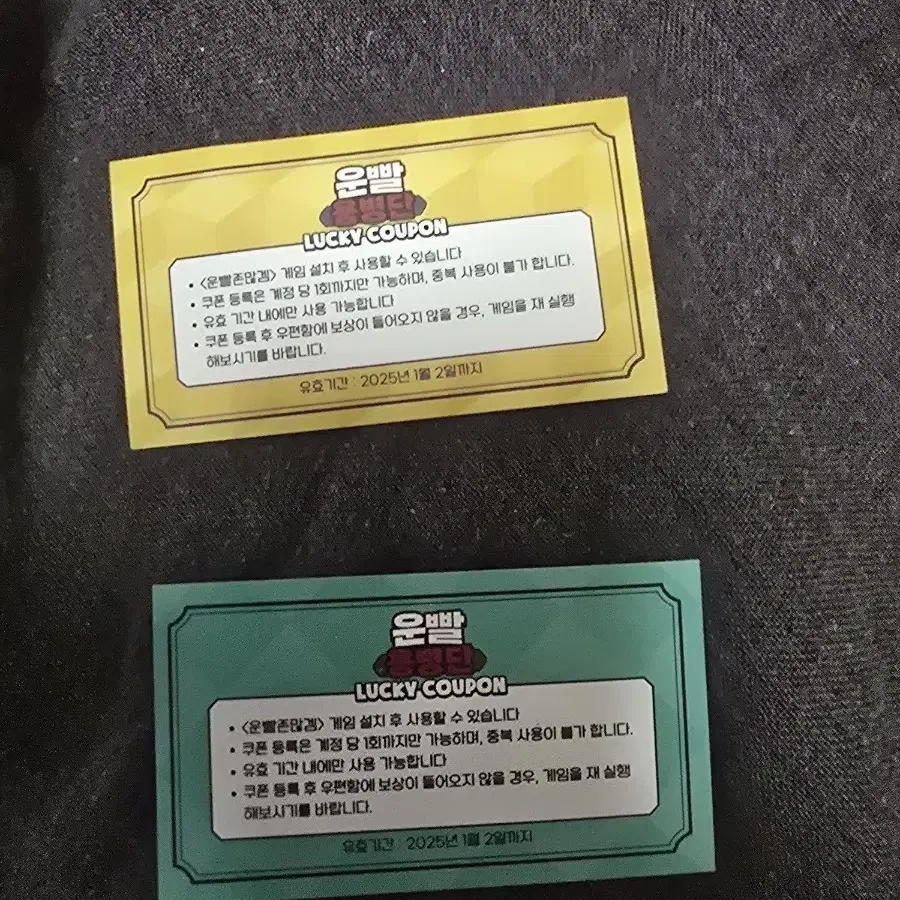 운빨
용병단
LUCKY COUPON
• <운빨존많겜> 게임 설치 후 사용할 수 있습니다
• 쿠폰 등록은 계정 당 1회까지만 가능하며, 중복 사용이 불가 합니다.
• 유효 기간 내에만 사용 가능합니다
• 쿠폰 등록 후 우편함에 보상이 들어오지 않을 경우, 게임을 재 실행
해보시기를 바랍니다.
유효기간 : 2025년 1월 2일까지
운빨
용병단
LUCKY COUPON
• <운빨존많겜> 게임 설치 후 사용할 수 있습니다
• 쿠폰 등록은 계정 당 1회까지만 가능하며, 중복 사용이 불가 합니다.
• 유효 기간 내에만 사용 가능합니다
• 쿠폰 등록 후 우편함에 보상이 들어오지 않을 경우, 게임을 재 실행
해보시기를 바랍니다.
유효기간 : 2025년 1월 2일까지